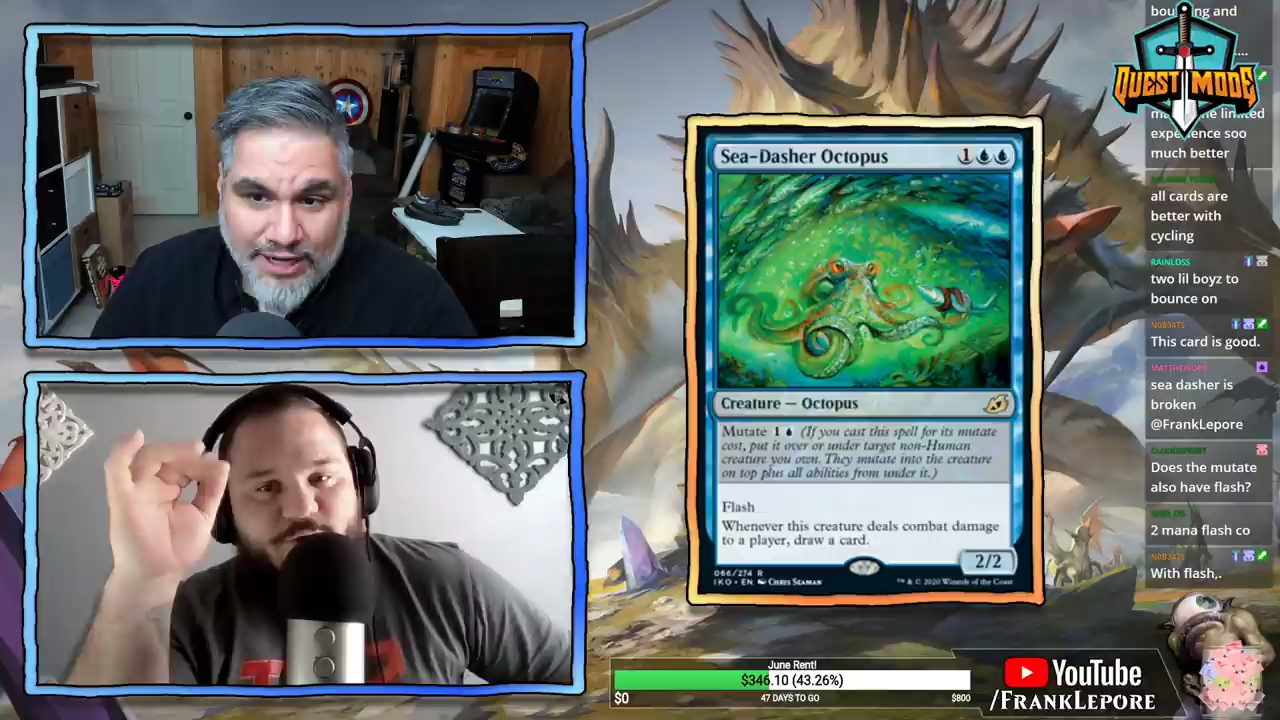 Sea-Dasher Octopus 1
Creature — Octopus
Mutate 1 (If you cast this spell for its mutate
cost, put it over or under target non-Human
creature you own. They mutate into the creature
on top plus all abilities from under it.)
Flash
Whenever this creature deals combat damage
to a player, draw a card.
2/2
066/274 R
IKO • EN Chris Seaman
™ & © 2020 Wizards of the Coast
QUEST MODE
and
limited
much better
all cards are
better with
cycling
RAINLOSS
two lil boyz to
bounce on
N0B34TS
This card is good.
sea dasher is
broken
@FrankLepore
Does the mutate
also have flash?
2 mana flash co
N0B34TS
With flash,.
June Rent!
$346.10 (43.26%)
$0
47 DAYS TO GO
$800
YouTube
/FRANKLEPORE